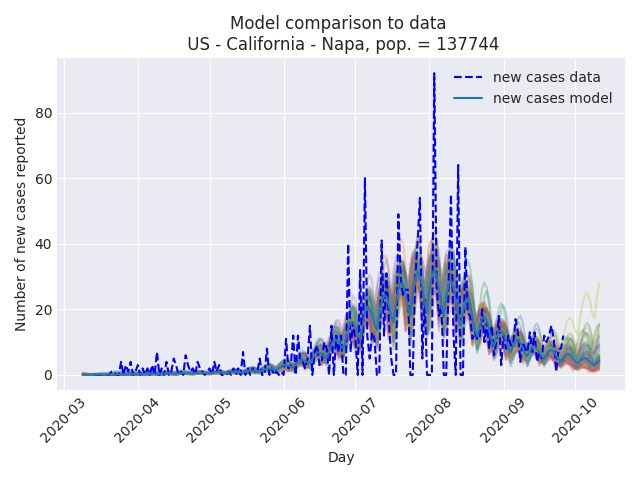 Model comparison to data
US - California - Napa, pop. = 137744
new cases data
new cases model
Number of new cases reported
80
60
40
20
0
2020-03
2020-04
2020-05
2020-06
2020-07
2020-08
2020-09
2020-10
Day